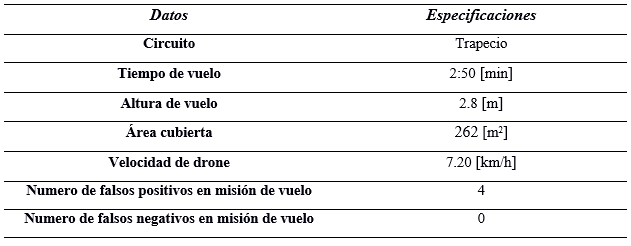 Datos Especificaciones
Circuito Trapecio
Tiempo de vuelo 2:50 [min]
Altura de vuelo 2.8 [m]
Área cubierta 262 [m²]
Velocidad de drone 7.20 [km/h]
Numero de falsos positivos en misión de vuelo 4
Numero de falsos negativos en misión de vuelo 0